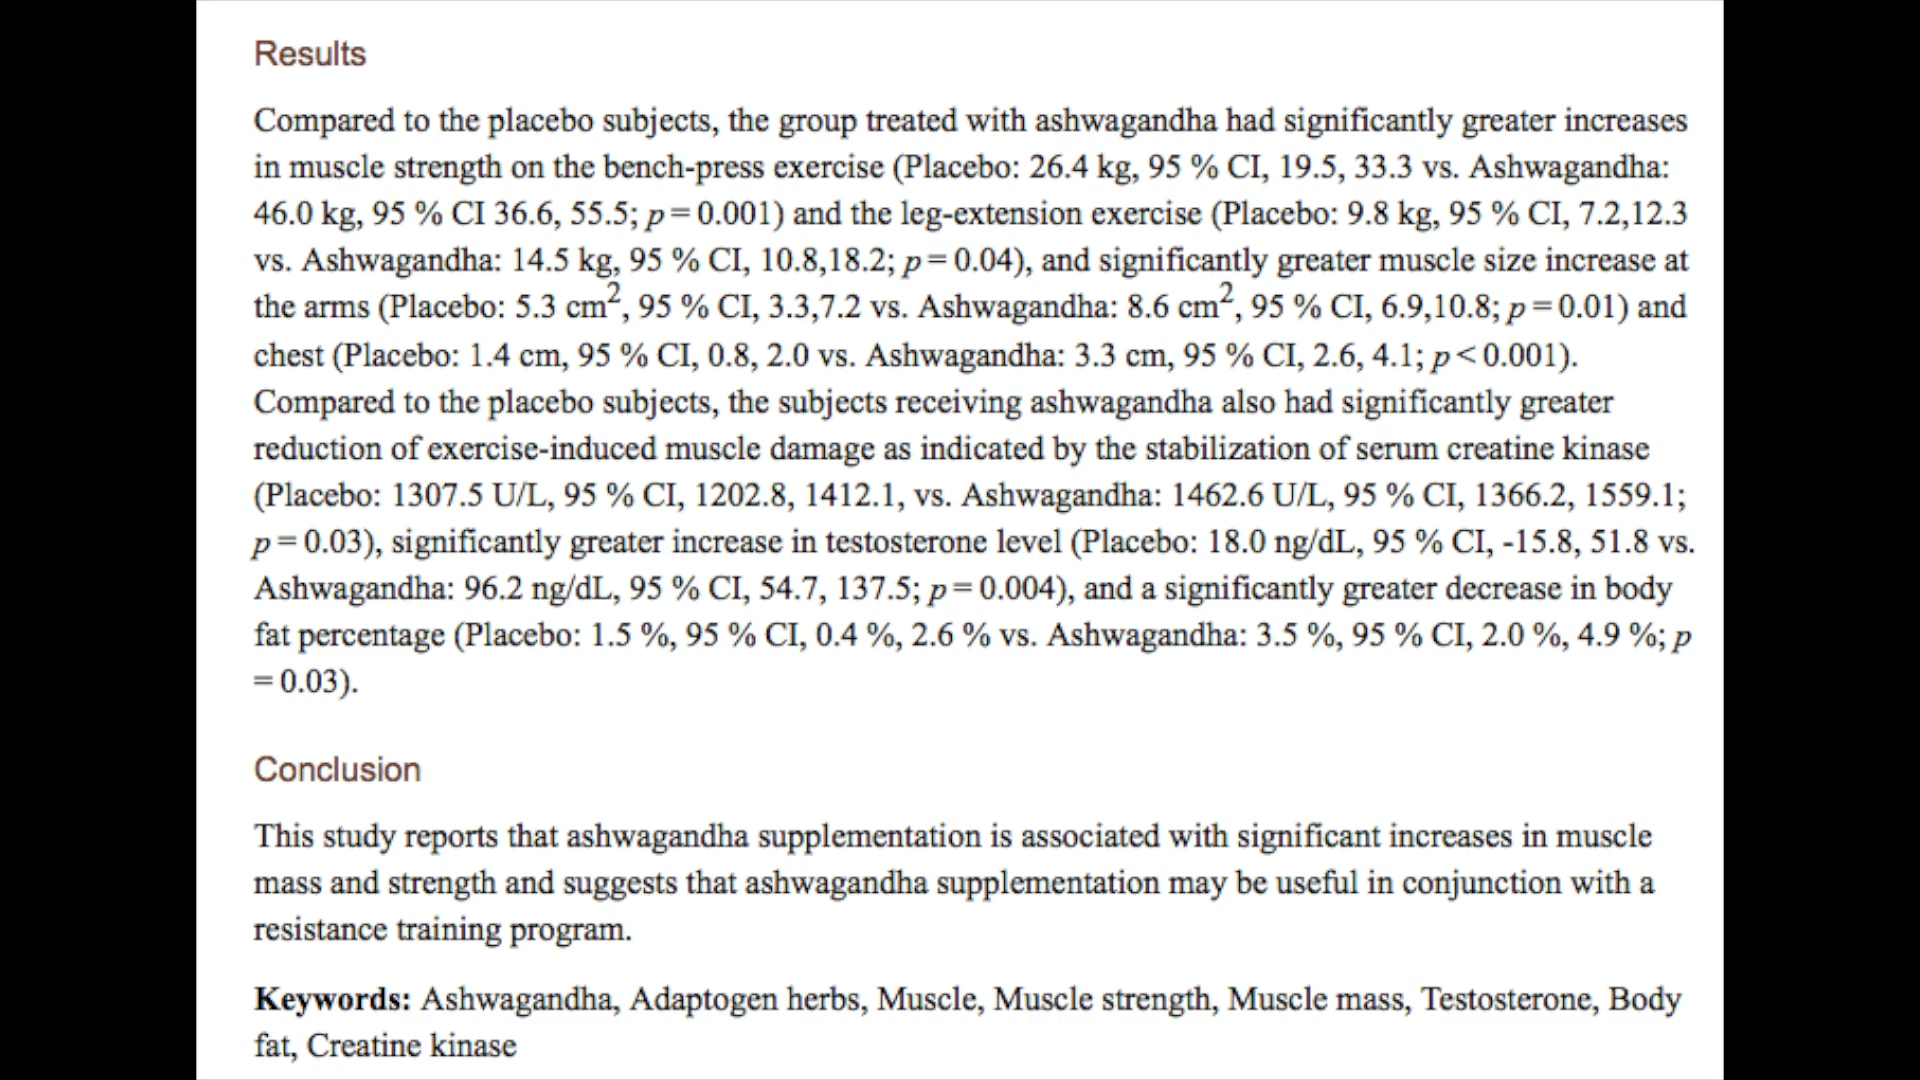 Results
Compared to the placebo subjects, the group treated with ashwagandha had significantly greater increases
in muscle strength on the bench-press exercise (Placebo: 26.4 kg, 95 % CI, 19.5, 33.3 vs. Ashwagandha:
46.0 kg, 95 % CI 36.6, 55.5; p = 0.001) and the leg-extension exercise (Placebo: 9.8 kg, 95 % CI, 7.2,12.3
vs. Ashwagandha: 14.5 kg, 95 % CI, 10.8,18.2; p = 0.04), and significantly greater muscle size increase at
the arms (Placebo: 5.3 cm², 95 % CI, 3.3,7.2 vs. Ashwagandha: 8.6 cm², 95 % CI, 6.9,10.8; p = 0.01) and
chest (Placebo: 1.4 cm, 95 % CI, 0.8, 2.0 vs. Ashwagandha: 3.3 cm, 95 % CI, 2.6, 4.1; p < 0.001).
Compared to the placebo subjects, the subjects receiving ashwagandha also had significantly greater
reduction of exercise-induced muscle damage as indicated by the stabilization of serum creatine kinase
(Placebo: 1307.5 U/L, 95 % CI, 1202.8, 1412.1, vs. Ashwagandha: 1462.6 U/L, 95 % CI, 1366.2, 1559.1;
p = 0.03), significantly greater increase in testosterone level (Placebo: 18.0 ng/dL, 95 % CI, -15.8, 51.8 vs.
Ashwagandha: 96.2 ng/dL, 95 % CI, 54.7, 137.5; p = 0.004), and a significantly greater decrease in body
fat percentage (Placebo: 1.5 %, 95 % CI, 0.4 %, 2.6 % vs. Ashwagandha: 3.5 %, 95 % CI, 2.0 %, 4.9 %; p
= 0.03).
Conclusion
This study reports that ashwagandha supplementation is associated with significant increases in muscle
mass and strength and suggests that ashwagandha supplementation may be useful in conjunction with a
resistance training program.
Keywords: Ashwagandha, Adaptogen herbs, Muscle, Muscle strength, Muscle mass, Testosterone, Body
fat, Creatine kinase